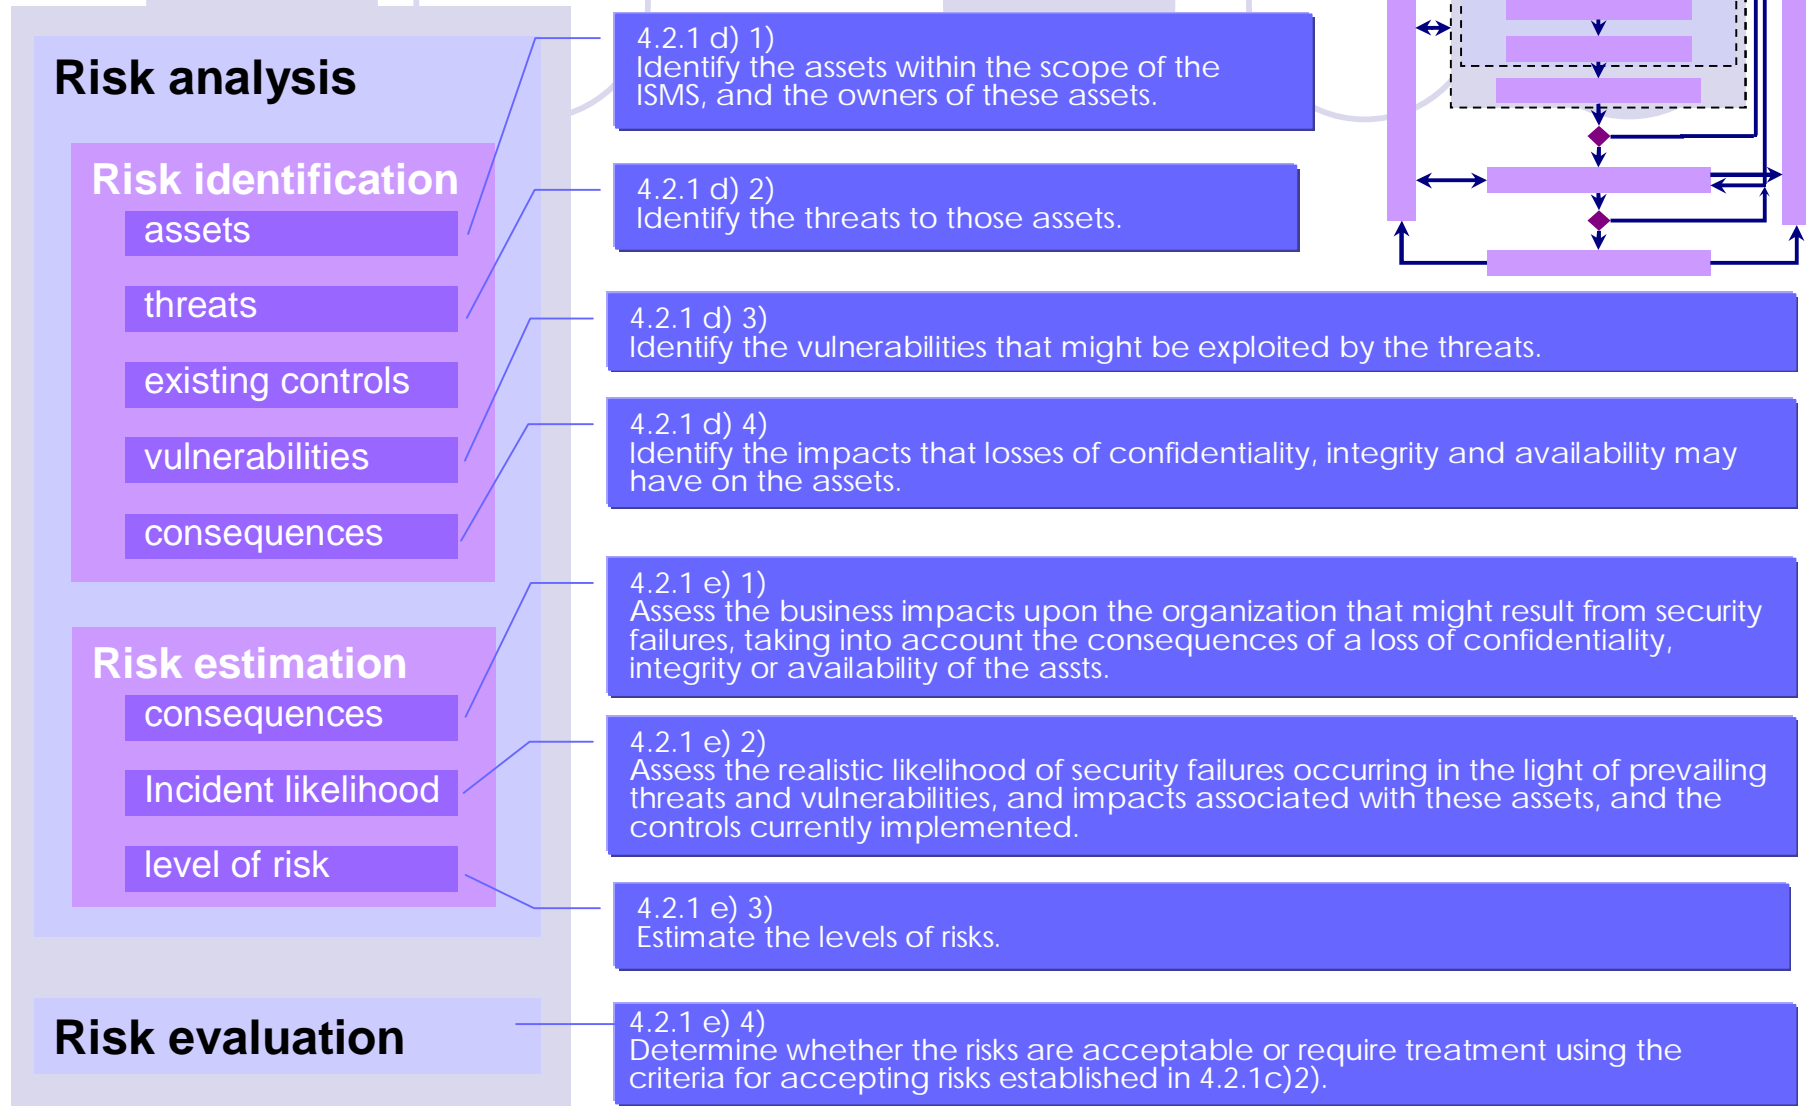 Risk analysis
Risk identification
assets
threats
existing controls
vulnerabilities
consequences
Risk estimation
consequences
Incident likelihood
level of risk
Risk evaluation
4.2.1 d) 1)
Identify the assets within the scope of the
ISMS, and the owners of these assets.
4.2.1 d) 2)
Identify the threats to those assets.
4.2.1 d) 3)
Identify the vulnerabilities that might be exploited by the threats.
4.2.1 d) 4)
Identify the impacts that losses of confidentiality, integrity and availability may
have on the assets.
4.2.1 e) 1)
Assess the business impacts upon the organization that might result from security
failures, taking into account the consequences of a loss of confidentiality,
integrity or availability of the assts.
4.2.1 e) 2)
Assess the realistic likelihood of security failures occurring in the light of prevailing
threats and vulnerabilities, and impacts associated with these assets, and the
controls currently implemented.
4.2.1 e) 3)
Estimate the levels of risks.
4.2.1 e) 4)
Determine whether the risks are acceptable or require treatment using the
criteria for accepting risks established in 4.2.1c)2).